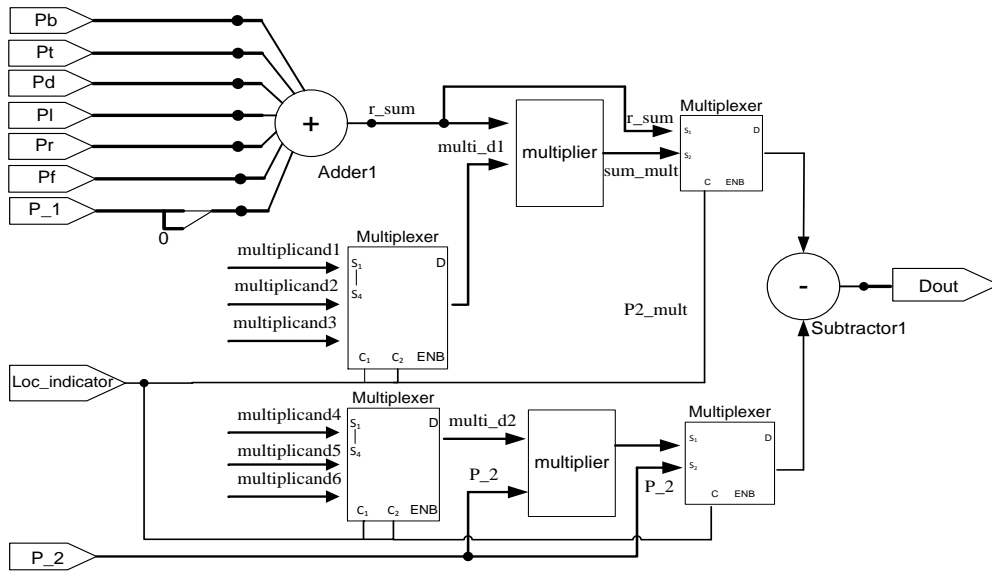 Pb
Pt
Pd
Pl
Pr
Pf
P_1
0
+
Adder1
r_sum
multi_d1
multiplier
r_sum
sum_mult
Multiplexer
S₁
S₂
D
C ENB
Multiplexer
multiplicand1
multiplicand2
multiplicand3
S₁
S₄
D
C₁ C₂ ENB
P2_mult
-
Subtractor1
Dout
Loc_indicator
Multiplexer
multiplicand4
multiplicand5
multiplicand6
S₁
S₄
D
C₁ C₂ ENB
multi_d2
P_2
multiplier
P_2
Multiplexer
S₁
S₂
D
C ENB
P_2